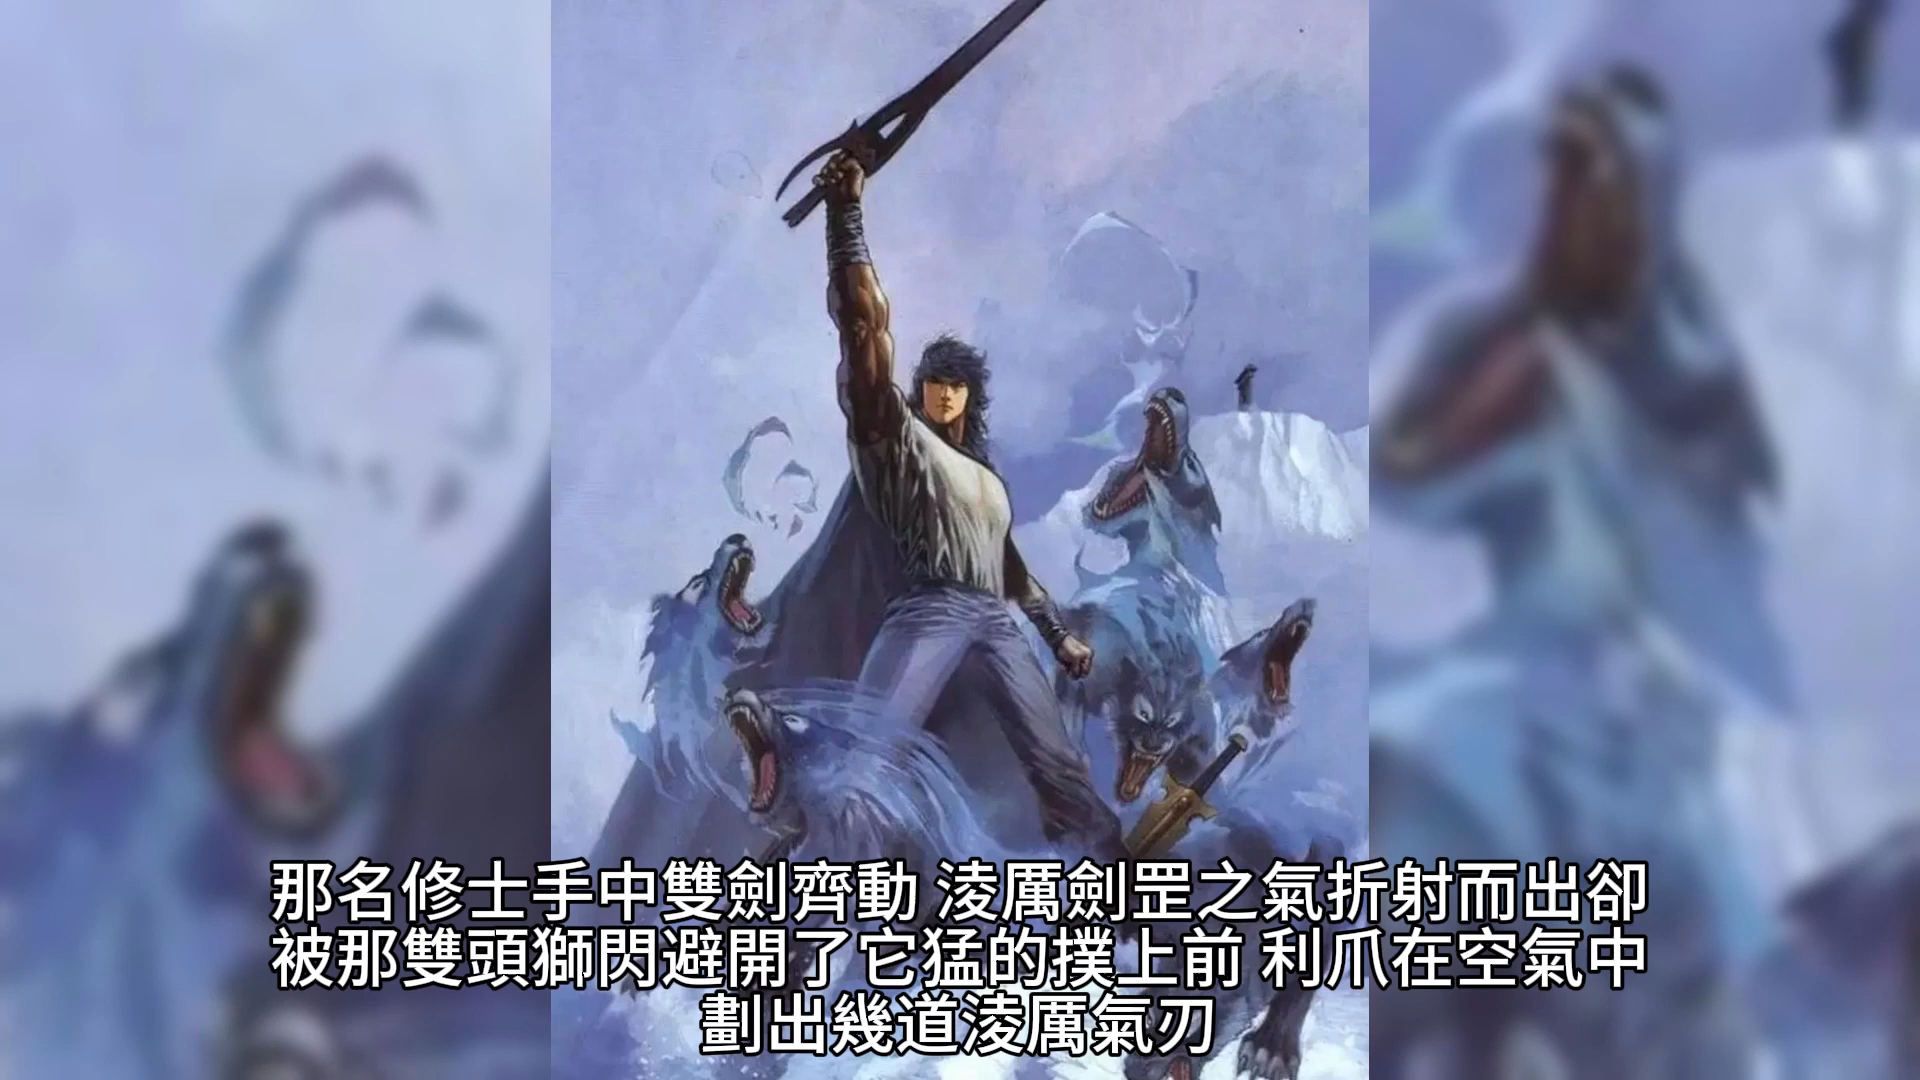 那名修士手中雙劍齊動 淩厲劍罡之氣折射而出卻
被那雙頭獅閃避開了它猛的撲上前 利爪在空氣中
劃出幾道淩厲氣刃